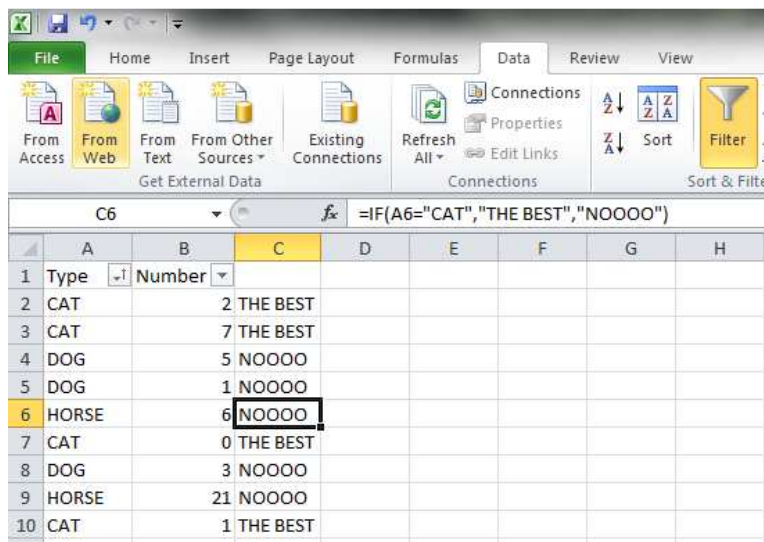 File Home Insert Page Layout Formulas Data Review View
From Access From Web From Text From Other Sources Existing Connections Refresh All Connections Properties Edit Links Sort Filter
Get External Data Connections Sort & Filte
C6 fx =IF(A6="CAT","THE BEST","NOOOO")
A B C D E F G H
1 Type Number
2 CAT 2 THE BEST
3 CAT 7 THE BEST
4 DOG 5 NOOOO
5 DOG 1 NOOOO
6 HORSE 6 NOOOO
7 CAT 0 THE BEST
8 DOG 3 NOOOO
9 HORSE 21 NOOOO
10 CAT 1 THE BEST